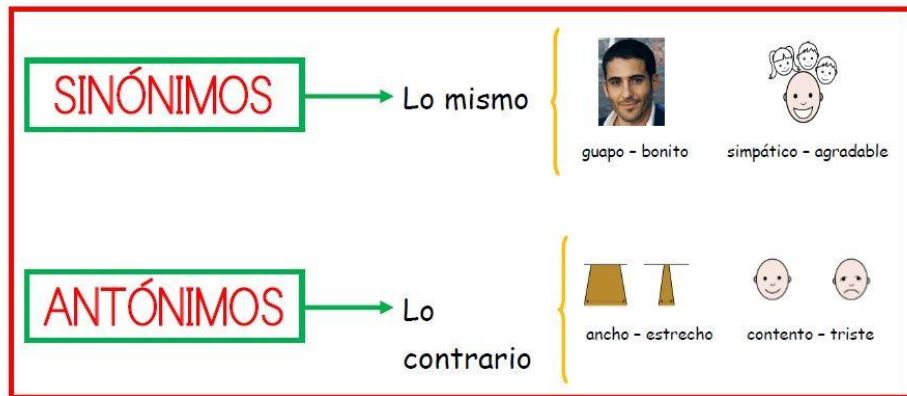 SINÓNIMOS
Lo mismo
guapo – bonito
simpático – agradable
ANTÓNIMOS
Lo
contrario
ancho – estrecho
contento – triste